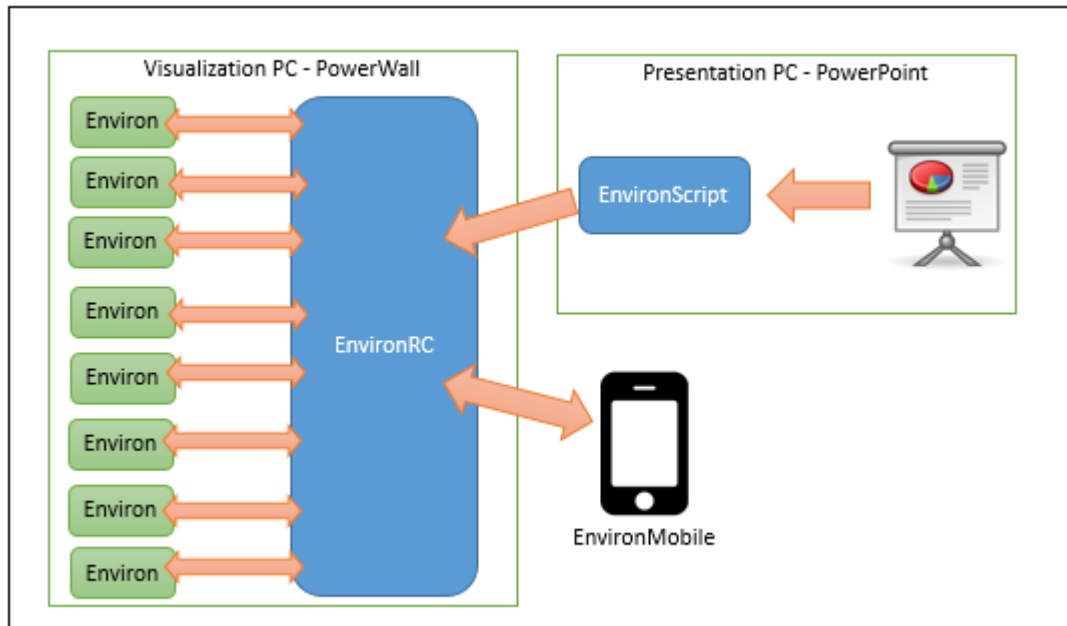 Visualization PC - PowerWall
Environ
Environ
Environ
Environ
Environ
Environ
Environ
Environ
EnvironRC
Presentation PC - PowerPoint
EnvironScript
EnvironMobile